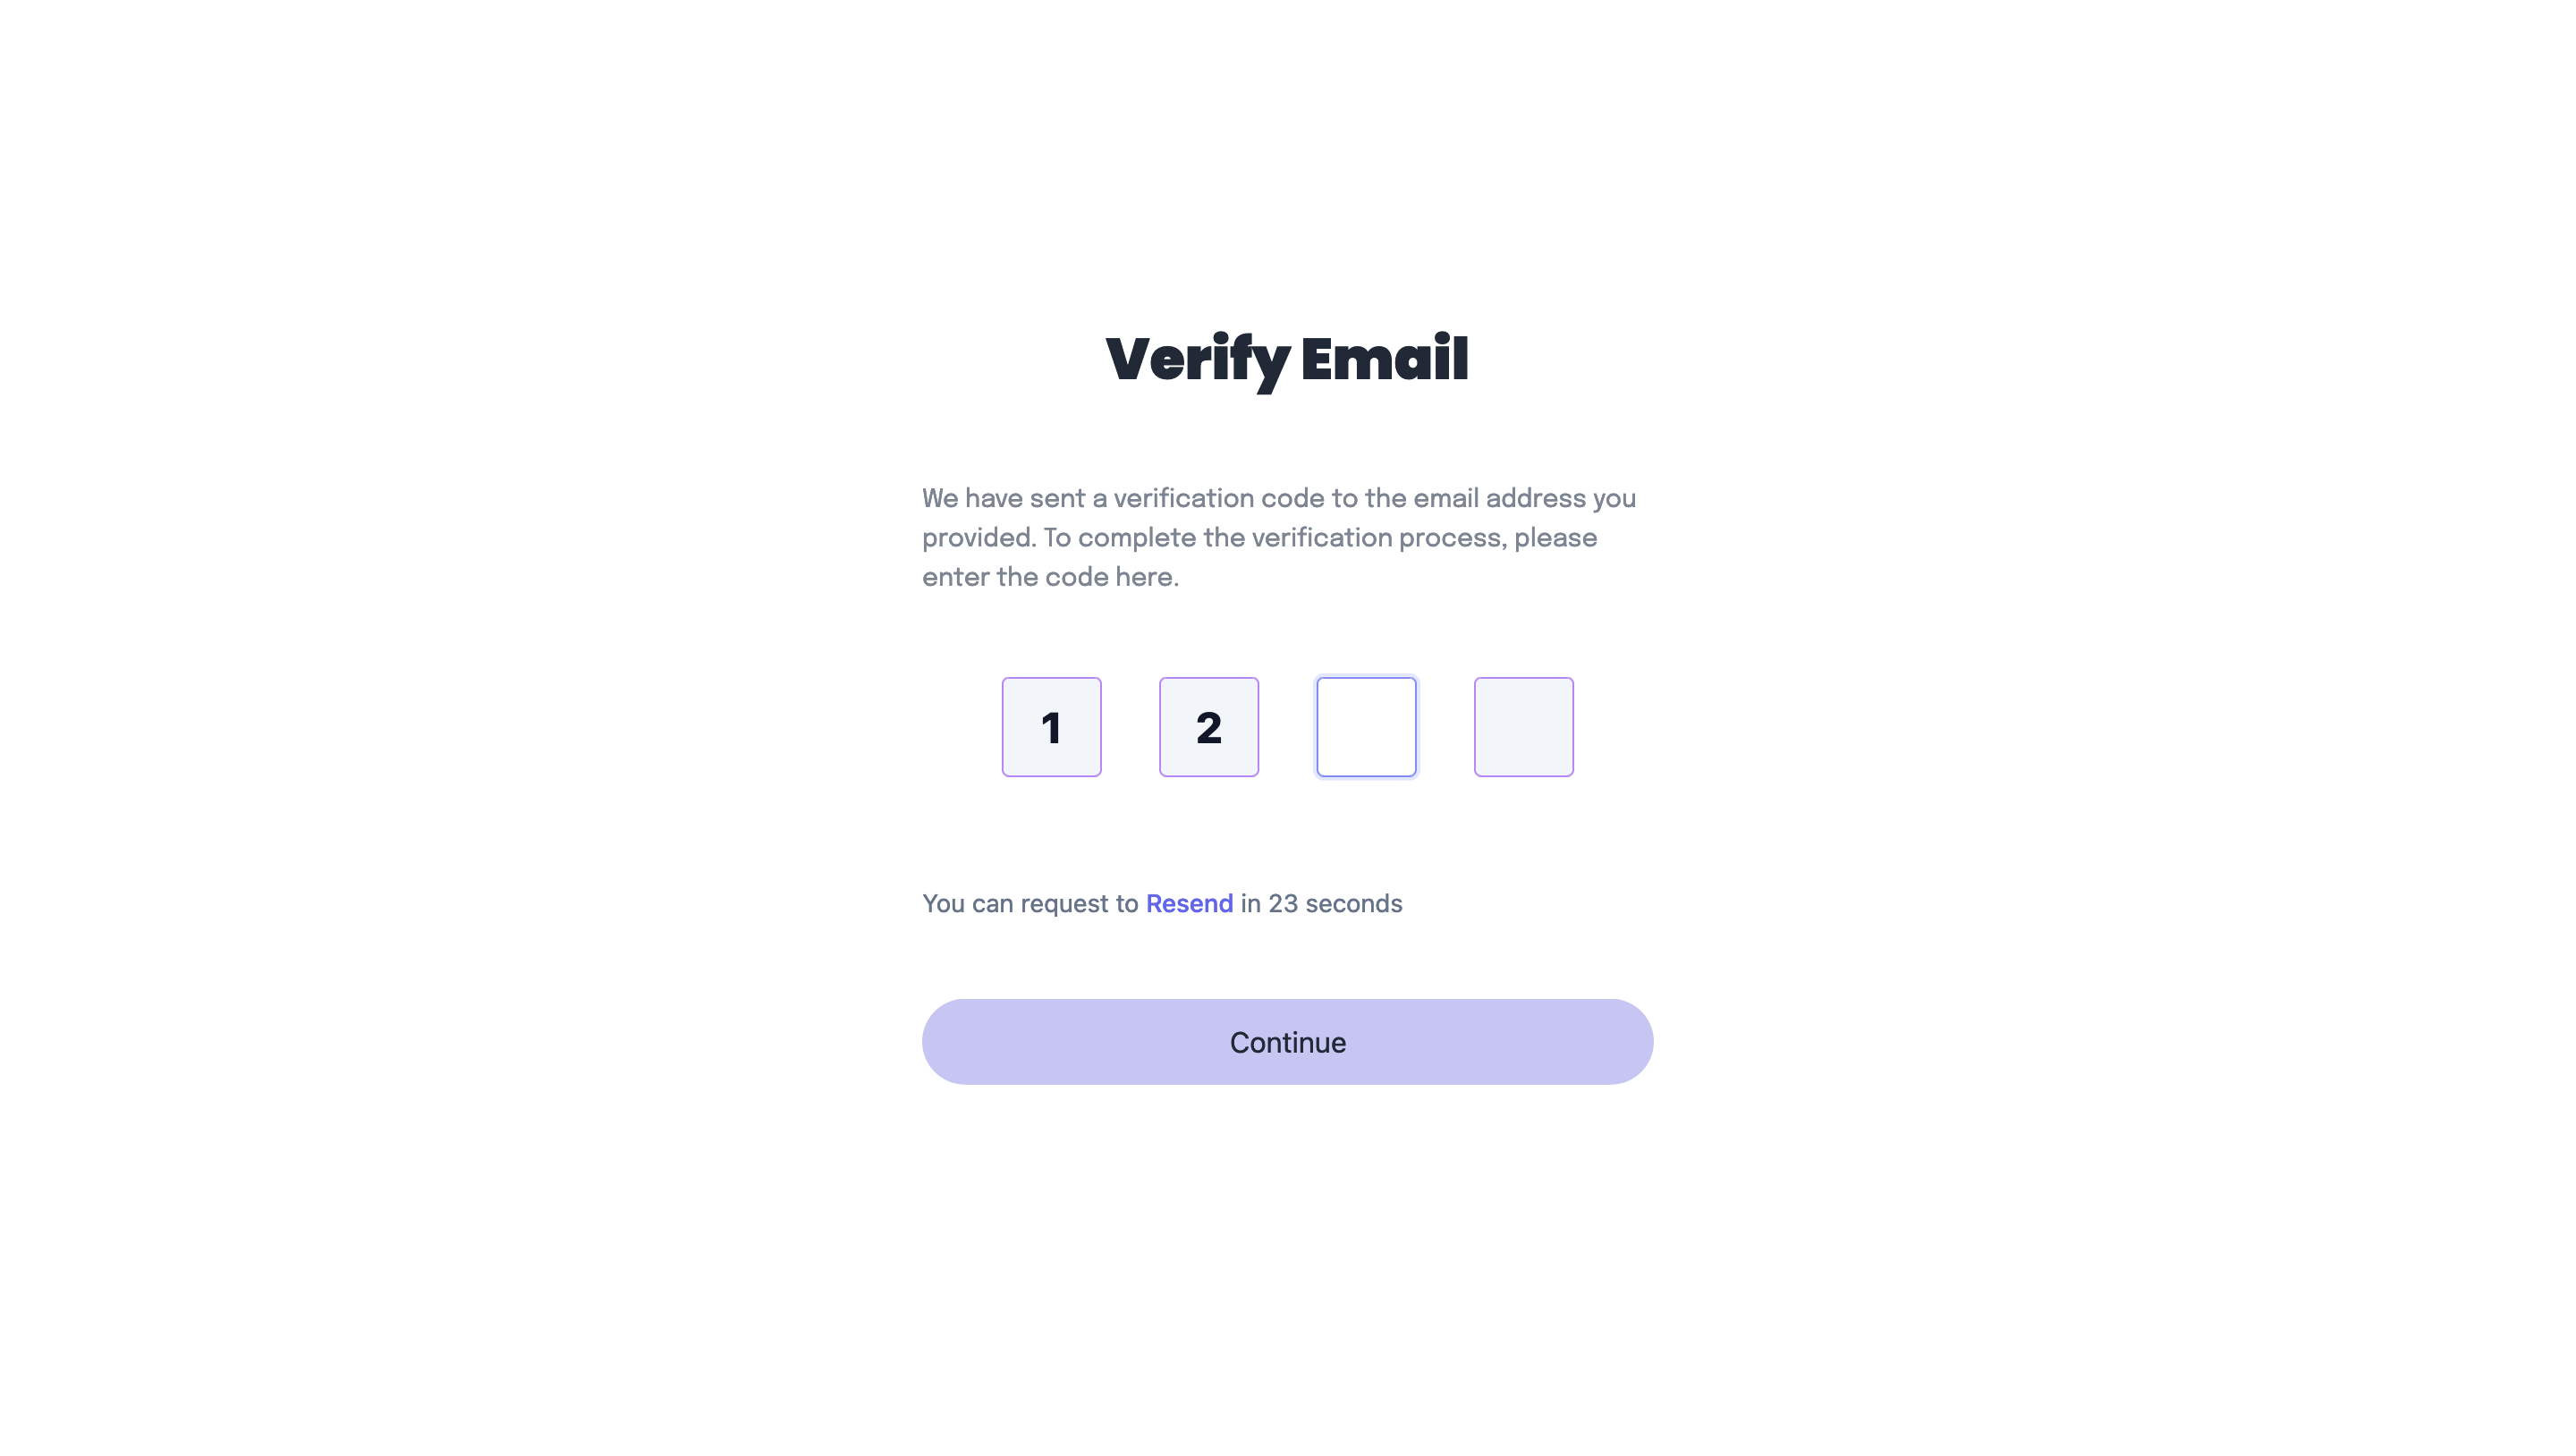 Verify Email
We have sent a verification code to the email address you
provided. To complete the verification process, please
enter the code here.
1 2
You can request to Resend in 23 seconds
Continue